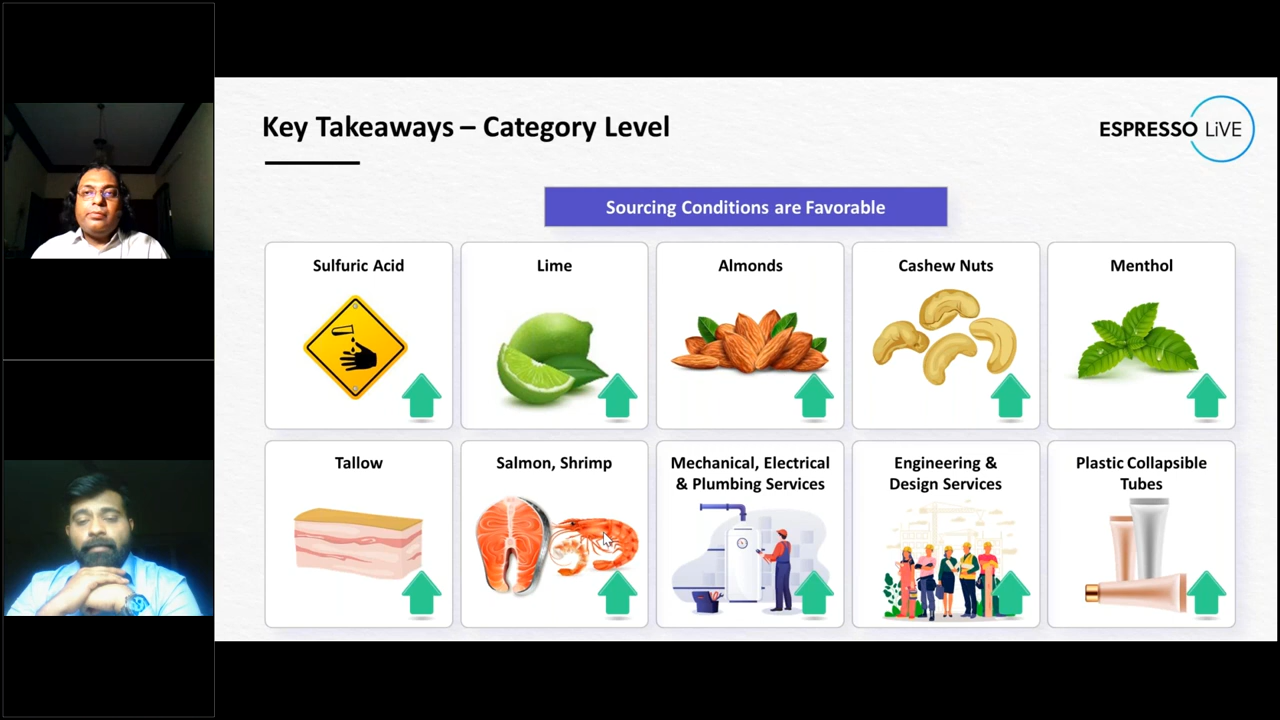 Key Takeaways – Category Level
ESPRESSO LiVE
Sourcing Conditions are Favorable
Sulfuric Acid
Lime
Almonds
Cashew Nuts
Menthol
Tallow
Salmon, Shrimp
Mechanical, Electrical
& Plumbing Services
Engineering &
Design Services
Plastic Collapsible
Tubes